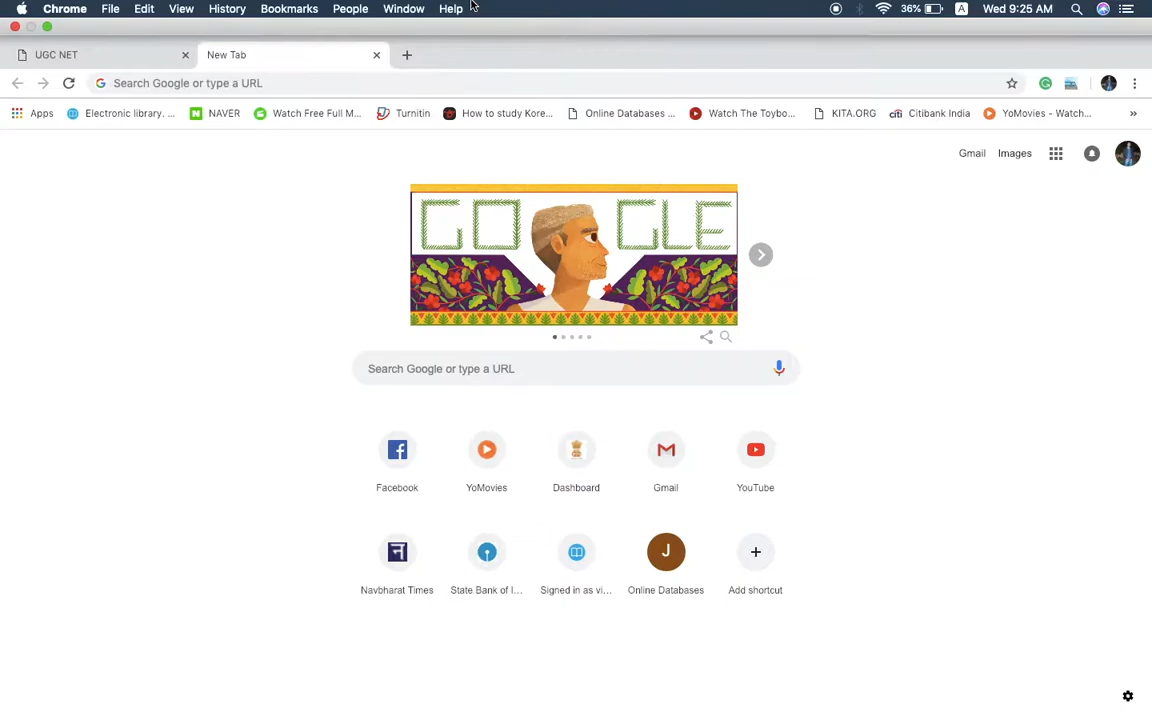 Chrome File Edit View History Bookmarks People Window Help 36% A Wed 9:25 AM
UGC NET New Tab
Search Google or type a URL
Apps Electronic library. ... NAVER Watch Free Full M... Turnitin How to study Kore... Online Databases ... Watch The Toybo... KITA.ORG citi Citibank India YoMovies - Watch... »
Gmail Images
GO GLE
Search Google or type a URL
Facebook YoMovies Dashboard Gmail YouTube
न J
Navbharat Times State Bank of I... Signed in as vi... Online Databases Add shortcut